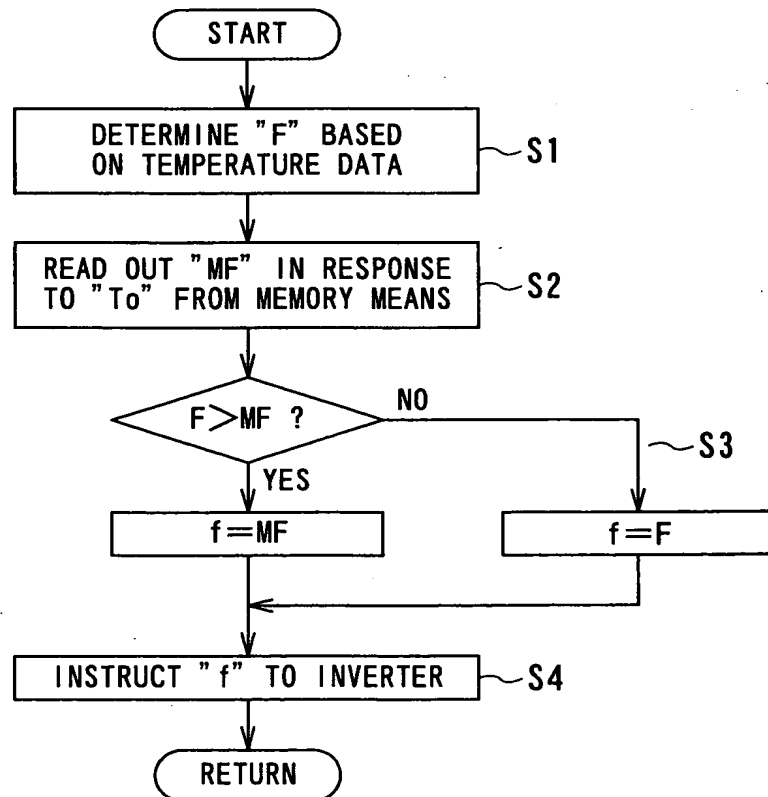 START
DETERMINE "F" BASED
ON TEMPERATURE DATA
S1
READ OUT "MF" IN RESPONSE
TO "To" FROM MEMORY MEANS
S2
F>MF ?
NO
S3
YES
f=MF
f=F
INSTRUCT "f" TO INVERTER
S4
RETURN